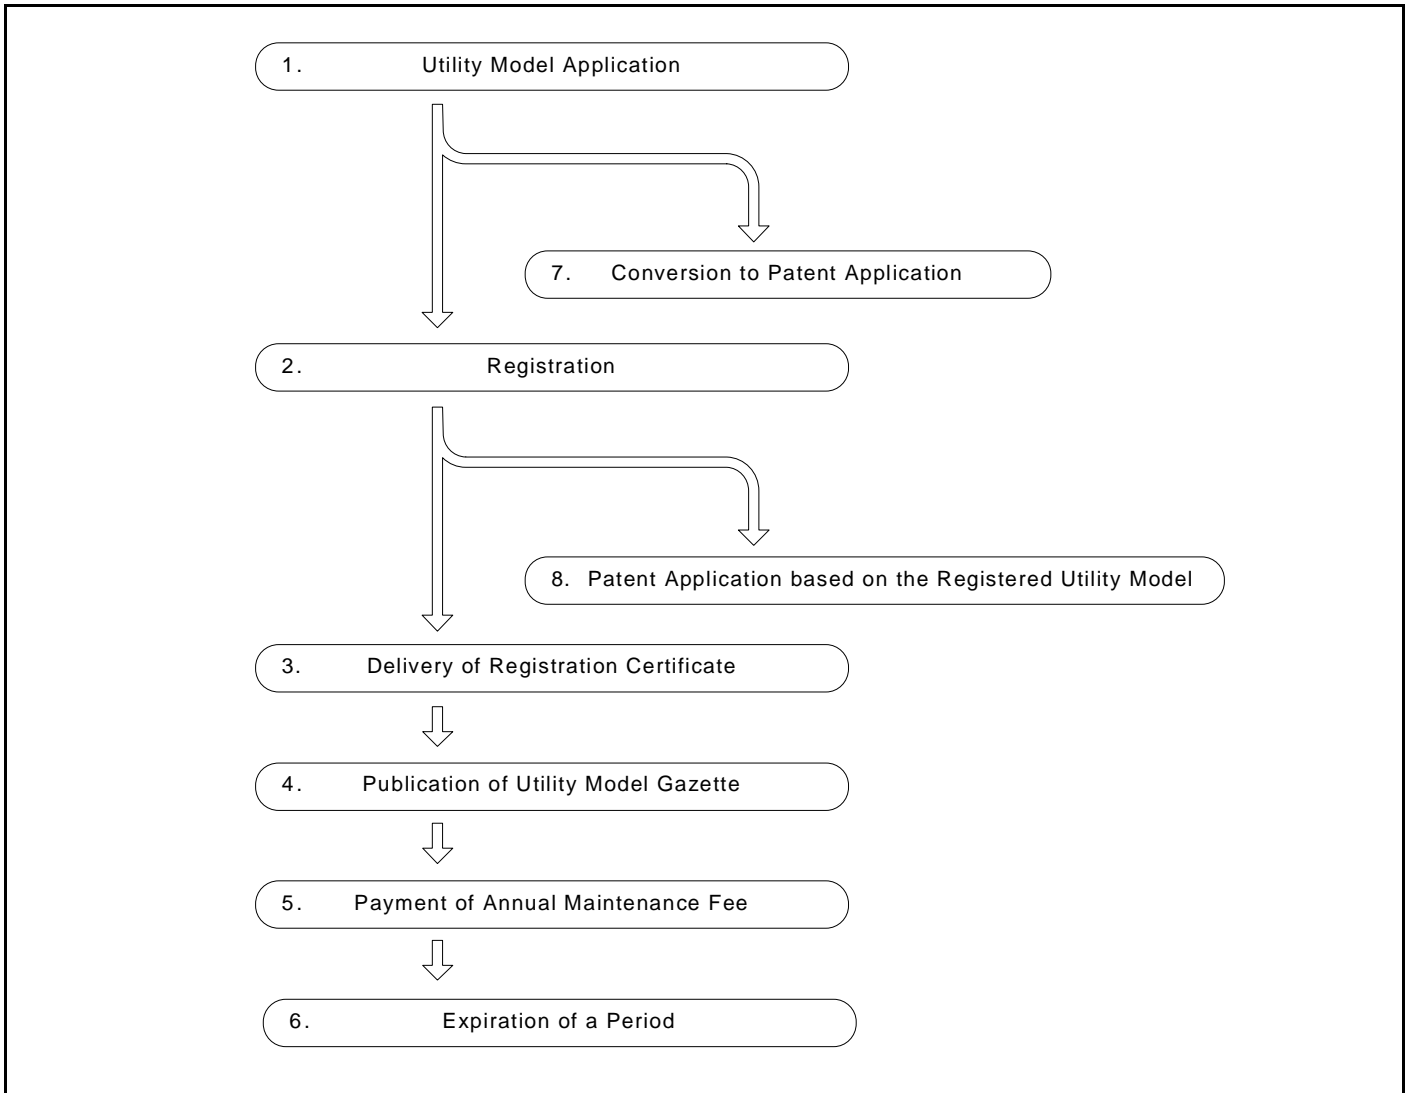 1. Utility Model Application
7. Conversion to Patent Application
2. Registration
8. Patent Application based on the Registered Utility Model
3. Delivery of Registration Certificate
4. Publication of Utility Model Gazette
5. Payment of Annual Maintenance Fee
6. Expiration of a Period